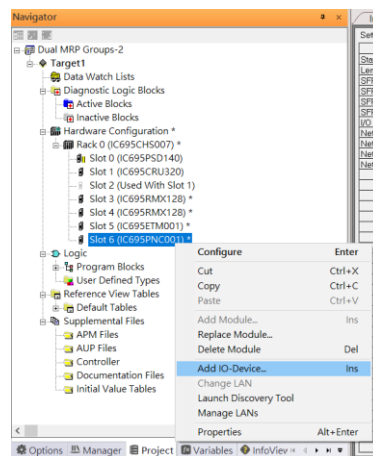 Navigator
Dual MRP Groups-2
Target1
Data Watch Lists
Diagnostic Logic Blocks
Active Blocks
Inactive Blocks
Hardware Configuration *
Rack 0 (IC695CHS007) *
Slot 0 (IC695PSD140)
Slot 1 (IC695CRU320)
Slot 2 (Used With Slot 1)
Slot 3 (IC695RMX128) *
Slot 4 (IC695RMX128) *
Slot 5 (IC695ETM001) *
Slot 6 (IC695PNC001) *
Logic
Program Blocks
User Defined Types
Reference View Tables
Default Tables
Supplemental Files
APM Files
AUP Files
Controller
Documentation Files
Initial Value Tables
Configure Enter
Cut Ctrl+X
Copy Ctrl+C
Paste Ctrl+V
Add Module... Ins
Replace Module...
Delete Module Del
Add IO-Device... Ins
Change LAN
Launch Discovery Tool
Manage LANs
Properties Alt+Enter
Options Manager Project Variables InfoView